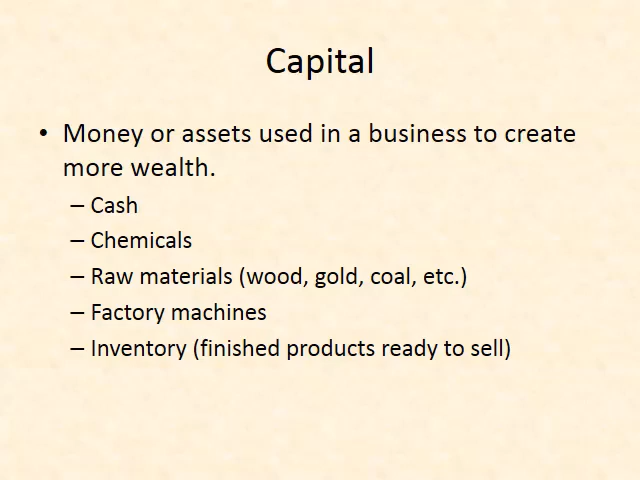 Capital
• Money or assets used in a business to create
more wealth.
– Cash
– Chemicals
– Raw materials (wood, gold, coal, etc.)
– Factory machines
– Inventory (finished products ready to sell)